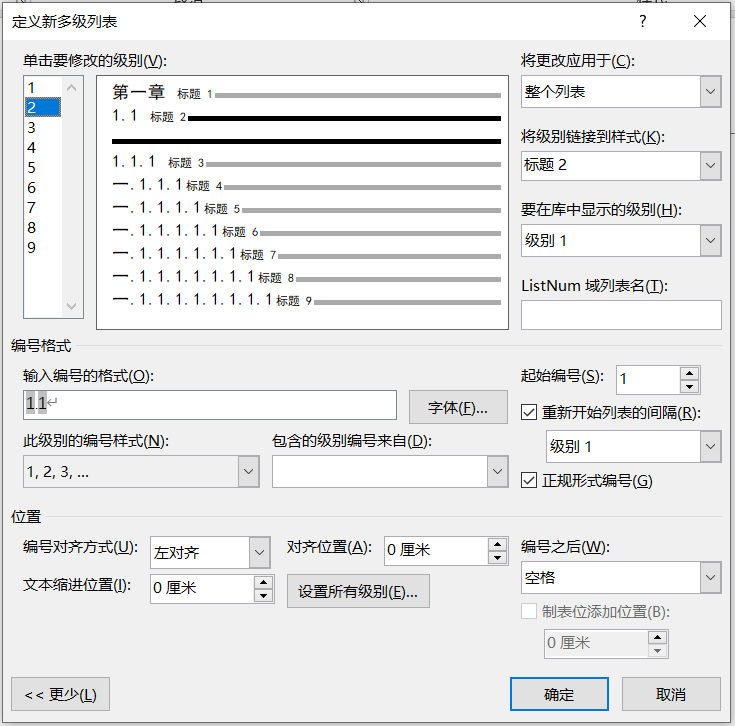 定义新多级列表
?
单击要修改的级别(V):
1
2
3
4
5
6
7
8
9
第一章 标题 1
1.1 标题 2
1.1.1 标题 3
一.1.1.1标题 4
一.1.1.1.1标题 5
一.1.1.1.1.1标题 6
一.1.1.1.1.1.1标题 7
一.1.1.1.1.1.1.1标题 8
一.1.1.1.1.1.1.1.1标题 9
将更改应用于(C):
整个列表
将级别链接到样式(K):
标题 2
要在库中显示的级别(H):
级别 1
ListNum 域列表名(T):
编号格式
输入编号的格式(O):
1.1↵
字体(F)...
此级别的编号样式(N):
1, 2, 3, ...
包含的级别编号来自(D):
起始编号(S):
1
重新开始列表的间隔(R):
级别 1
正规形式编号(G)
位置
编号对齐方式(U):
左对齐
对齐位置(A):
0 厘米
文本缩进位置(I):
0 厘米
设置所有级别(E)...
编号之后(W):
空格
制表位添加位置(B):
0 厘米
<< 更少(L)
确定
取消